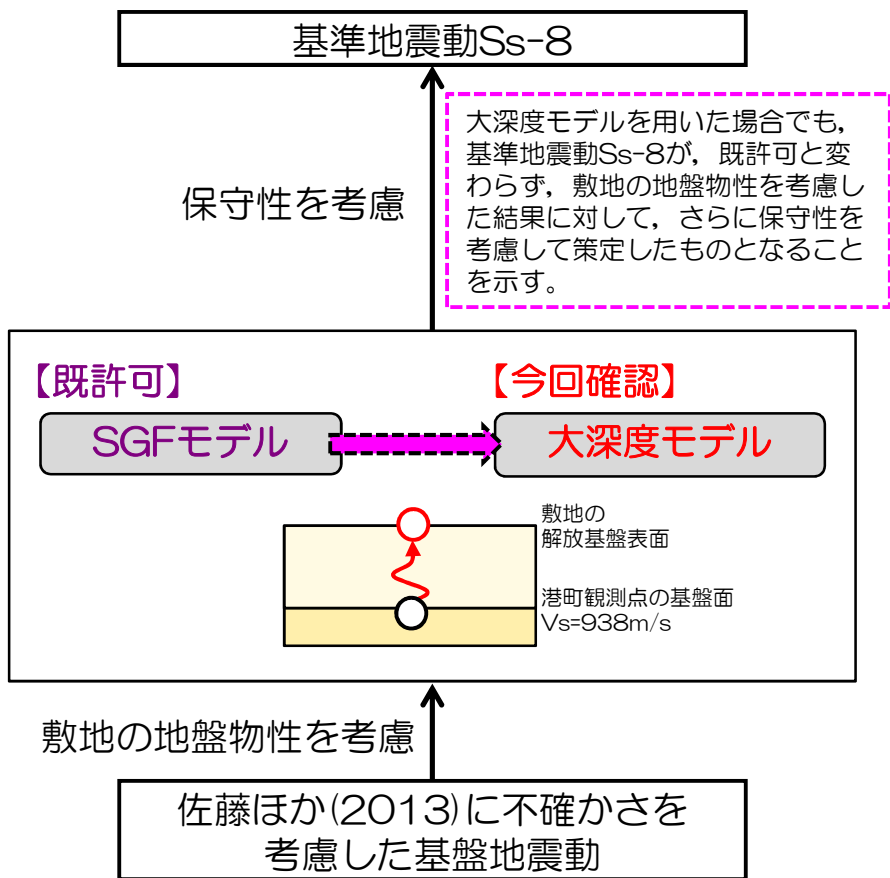 基準地震動Ss-8
保守性を考慮
大深度モデルを用いた場合でも，
基準地震動Ss-8が，既許可と変
わらず，敷地の地盤物性を考慮し
た結果に対して，さらに保守性を
考慮して策定したものとなること
を示す。
【既許可】
【今回確認】
SGFモデル
大深度モデル
敷地の
解放基盤表面
港町観測点の基盤面
Vs=938m/s
敷地の地盤物性を考慮
佐藤ほか(2013)に不確かさを
考慮した基盤地震動